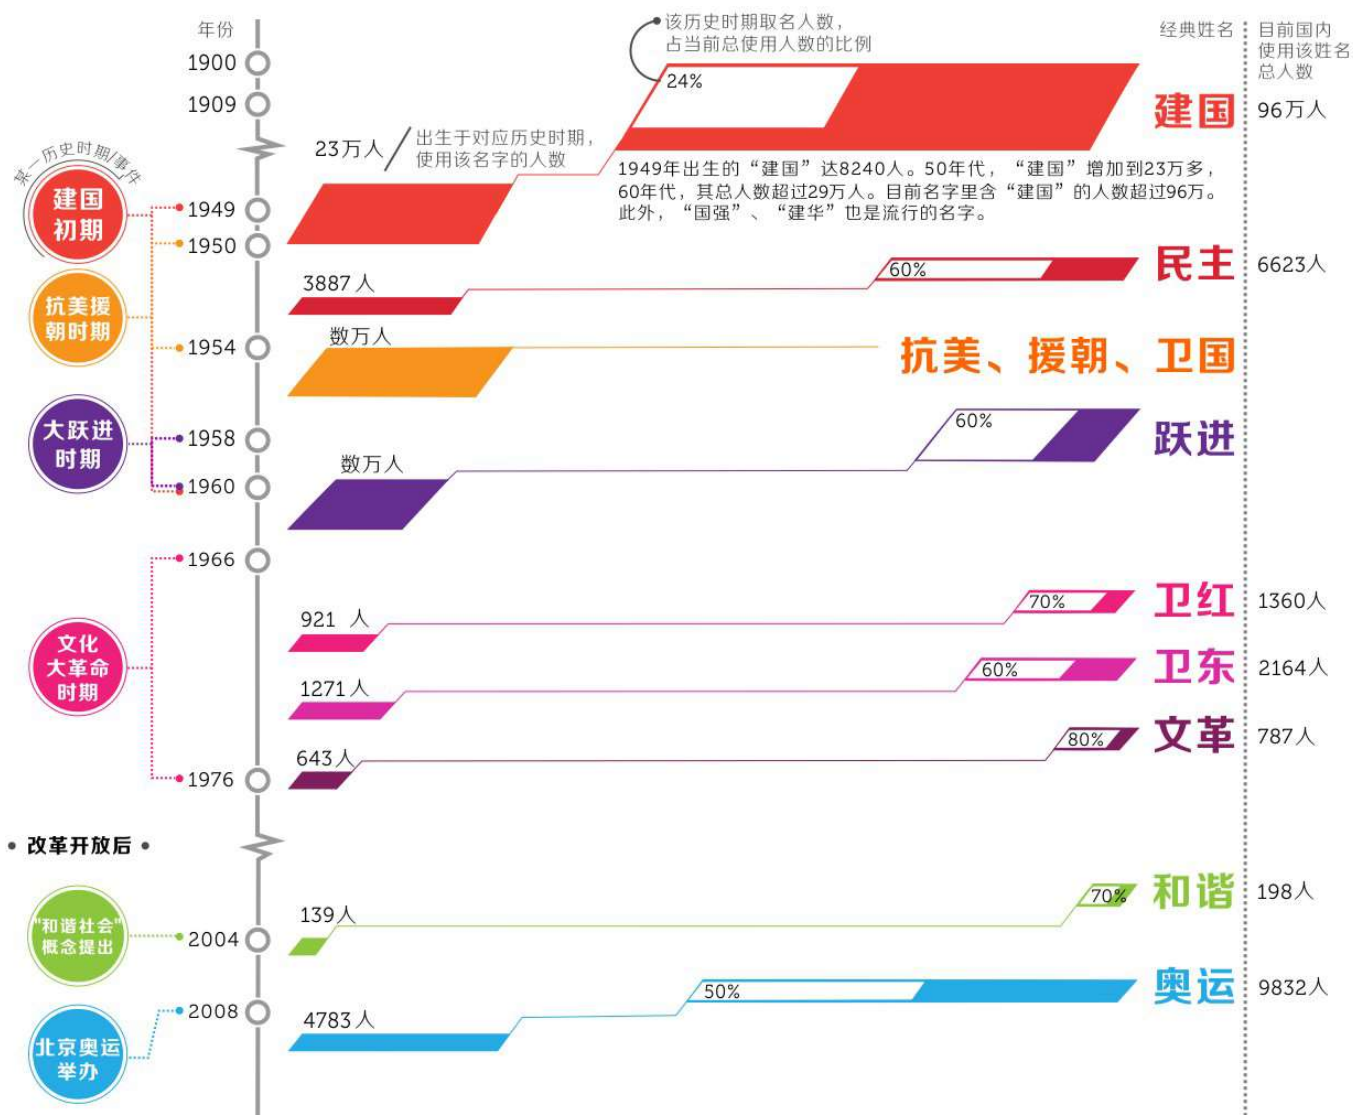 年份
该历史时期取名人数，
占当前总使用人数的比例
经典姓名
目前国内
使用该姓名
总人数
1900
1909
24%
建国
96万人
23万人
出生于对应历史时期，
使用该名字的人数
某一历史时期/事件
建国
初期
1949年出生的“建国”达8240人。50年代，“建国”增加到23万多，
60年代，其总人数超过29万人。目前名字里含“建国”的人数超过96万。
此外，“国强”、“建华”也是流行的名字。
1949
1950
3887人
60%
民主
6623人
抗美援
朝时期
1954
数万人
抗美、援朝、卫国
大跃进
时期
1958
1960
数万人
60%
跃进
1966
文化
大革命
时期
921 人
70%
卫红
1360人
1271人
60%
卫东
2164人
643人
80%
文革
787人
1976
• 改革开放后 •
"和谐社会"
概念提出
2004
139人
70%
和谐
198人
北京奥运
举办
2008
4783人
50%
奥运
9832人